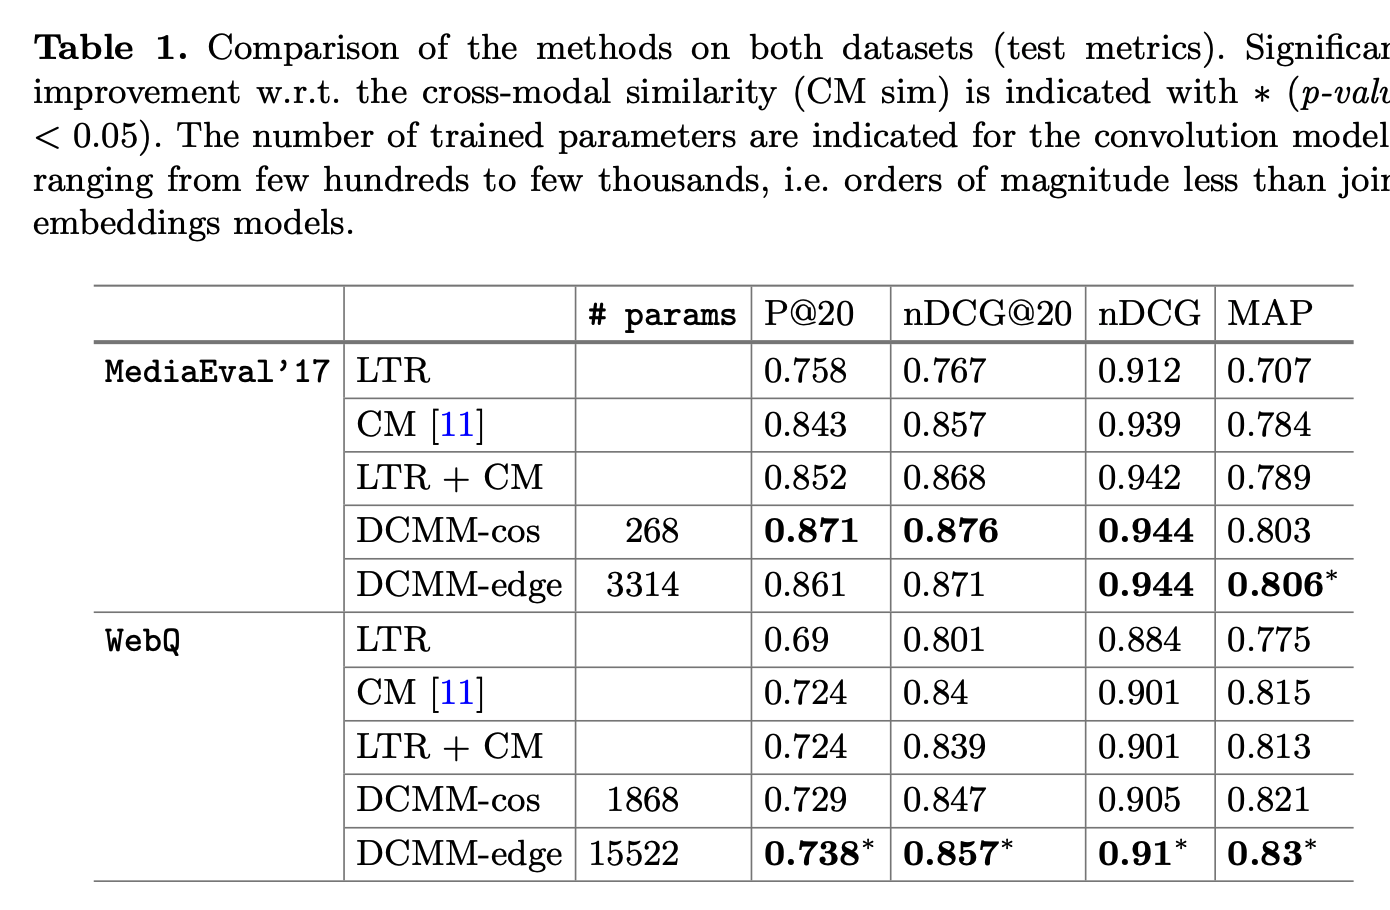 Table 1. Comparison of the methods on both datasets (test metrics). Significan
improvement w.r.t. the cross-modal similarity (CM sim) is indicated with * (p-valu
< 0.05). The number of trained parameters are indicated for the convolution model
ranging from few hundreds to few thousands, i.e. orders of magnitude less than join
embeddings models.
# params P@20 nDCG@20 nDCG MAP
MediaEval’17 LTR 0.758 0.767 0.912 0.707
CM [11] 0.843 0.857 0.939 0.784
LTR + CM 0.852 0.868 0.942 0.789
DCMM-cos 268 0.871 0.876 0.944 0.803
DCMM-edge 3314 0.861 0.871 0.944 0.806*
WebQ LTR 0.69 0.801 0.884 0.775
CM [11] 0.724 0.84 0.901 0.815
LTR + CM 0.724 0.839 0.901 0.813
DCMM-cos 1868 0.729 0.847 0.905 0.821
DCMM-edge 15522 0.738* 0.857* 0.91* 0.83*